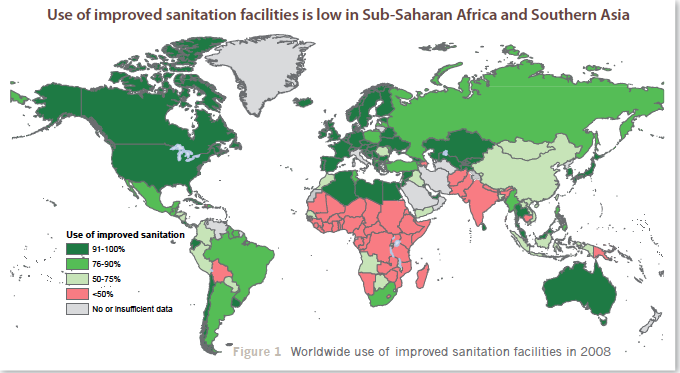 Use of improved sanitation facilities is low in Sub-Saharan Africa and Southern Asia
Use of improved sanitation
91-100%
76-90%
50-75%
<50%
No or insufficient data
Figure 1 Worldwide use of improved sanitation facilities in 2008